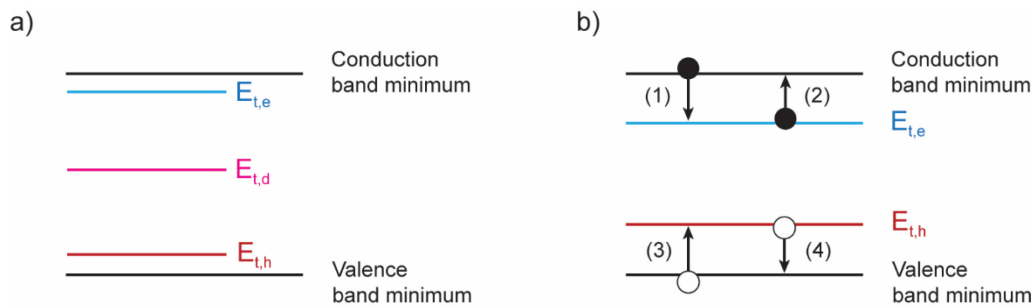 a)
Conduction
band minimum
E_t,e
E_t,d
E_t,h
Valence
band minimum
b)
Conduction
band minimum
(1)
(2)
E_t,e
E_t,h
(3)
(4)
Valence
band minimum